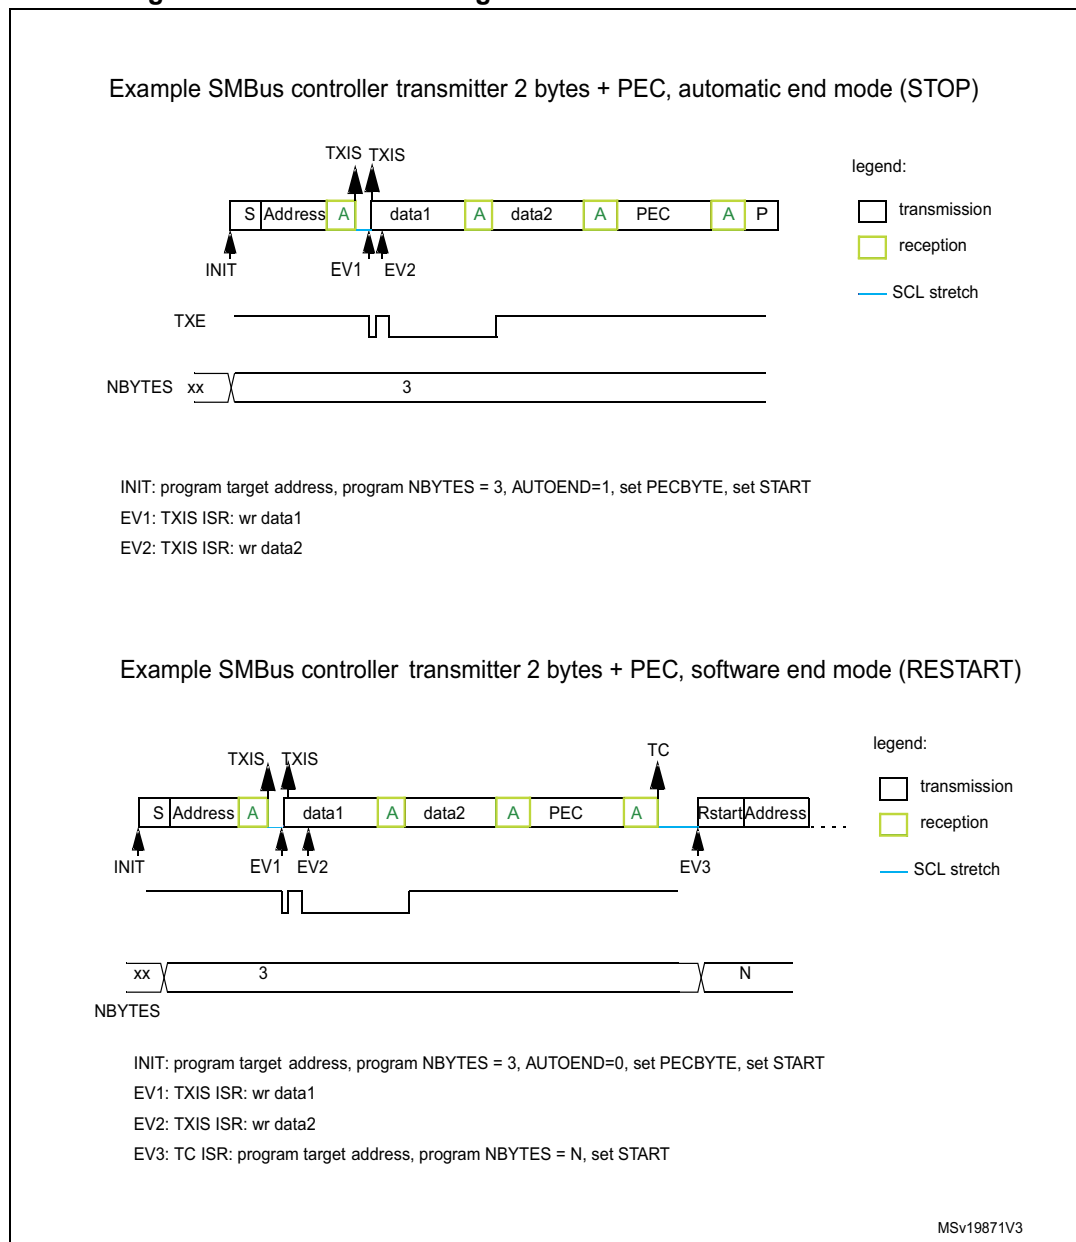 Example SMBus controller transmitter 2 bytes + PEC, automatic end mode (STOP)
TXIS TXIS
legend:
S Address A data1 A data2 A PEC A P
transmission
reception
INIT EV1 EV2
SCL stretch
TXE
NBYTES xx 3
INIT: program target address, program NBYTES = 3, AUTOEND=1, set PECBYTE, set START
EV1: TXIS ISR: wr data1
EV2: TXIS ISR: wr data2
Example SMBus controller transmitter 2 bytes + PEC, software end mode (RESTART)
TXIS TXIS TC
legend:
S Address A data1 A data2 A PEC A Rstart Address
transmission
reception
INIT EV1 EV2 EV3
SCL stretch
xx 3 N
NBYTES
INIT: program target address, program NBYTES = 3, AUTOEND=0, set PECBYTE, set START
EV1: TXIS ISR: wr data1
EV2: TXIS ISR: wr data2
EV3: TC ISR: program target address, program NBYTES = N, set START
MSv19871V3